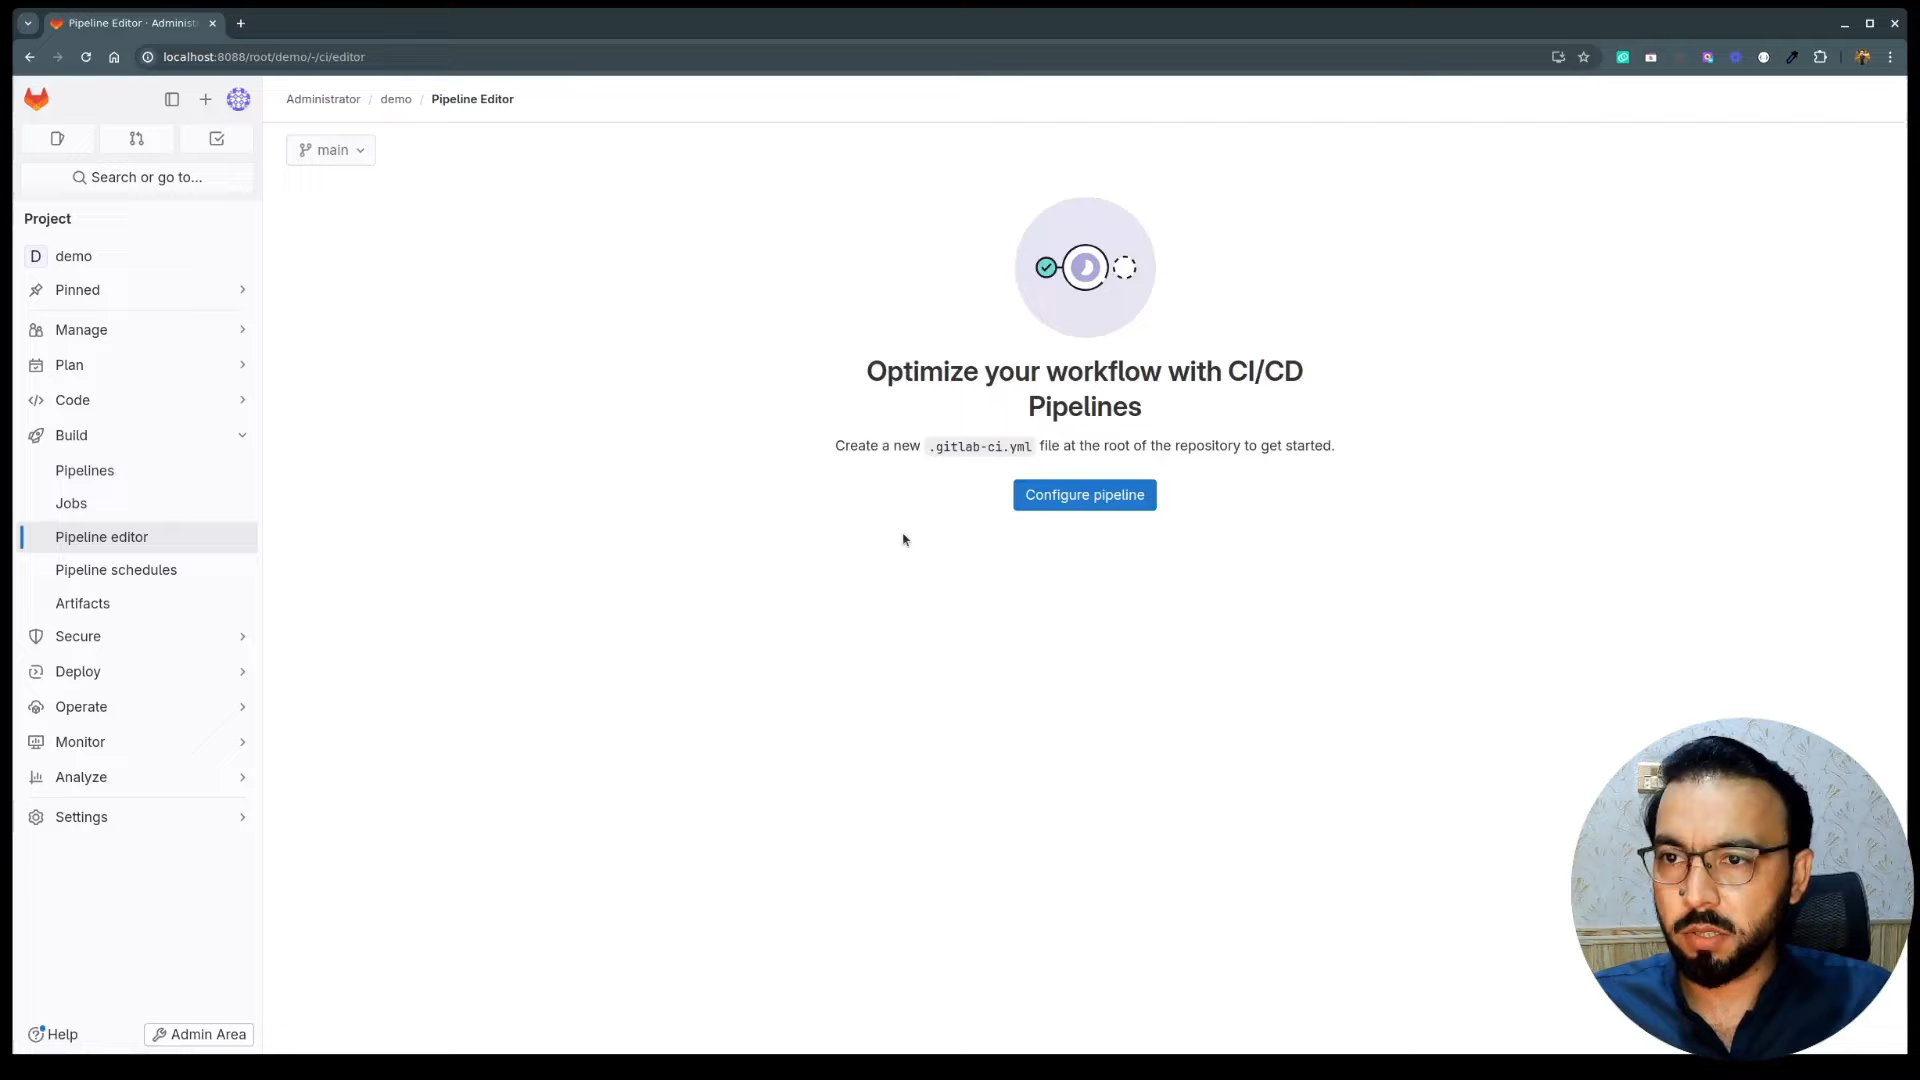 Pipeline Editor · Administ
localhost:8088/root/demo/-/ci/editor
Administrator / demo / Pipeline Editor
main
Search or go to...
Project
D demo
Pinned
Manage
Plan
Code
Build
Pipelines
Jobs
Pipeline editor
Pipeline schedules
Artifacts
Secure
Deploy
Operate
Monitor
Analyze
Settings
Help
Admin Area
Optimize your workflow with CI/CD
Pipelines
Create a new .gitlab-ci.yml file at the root of the repository to get started.
Configure pipeline